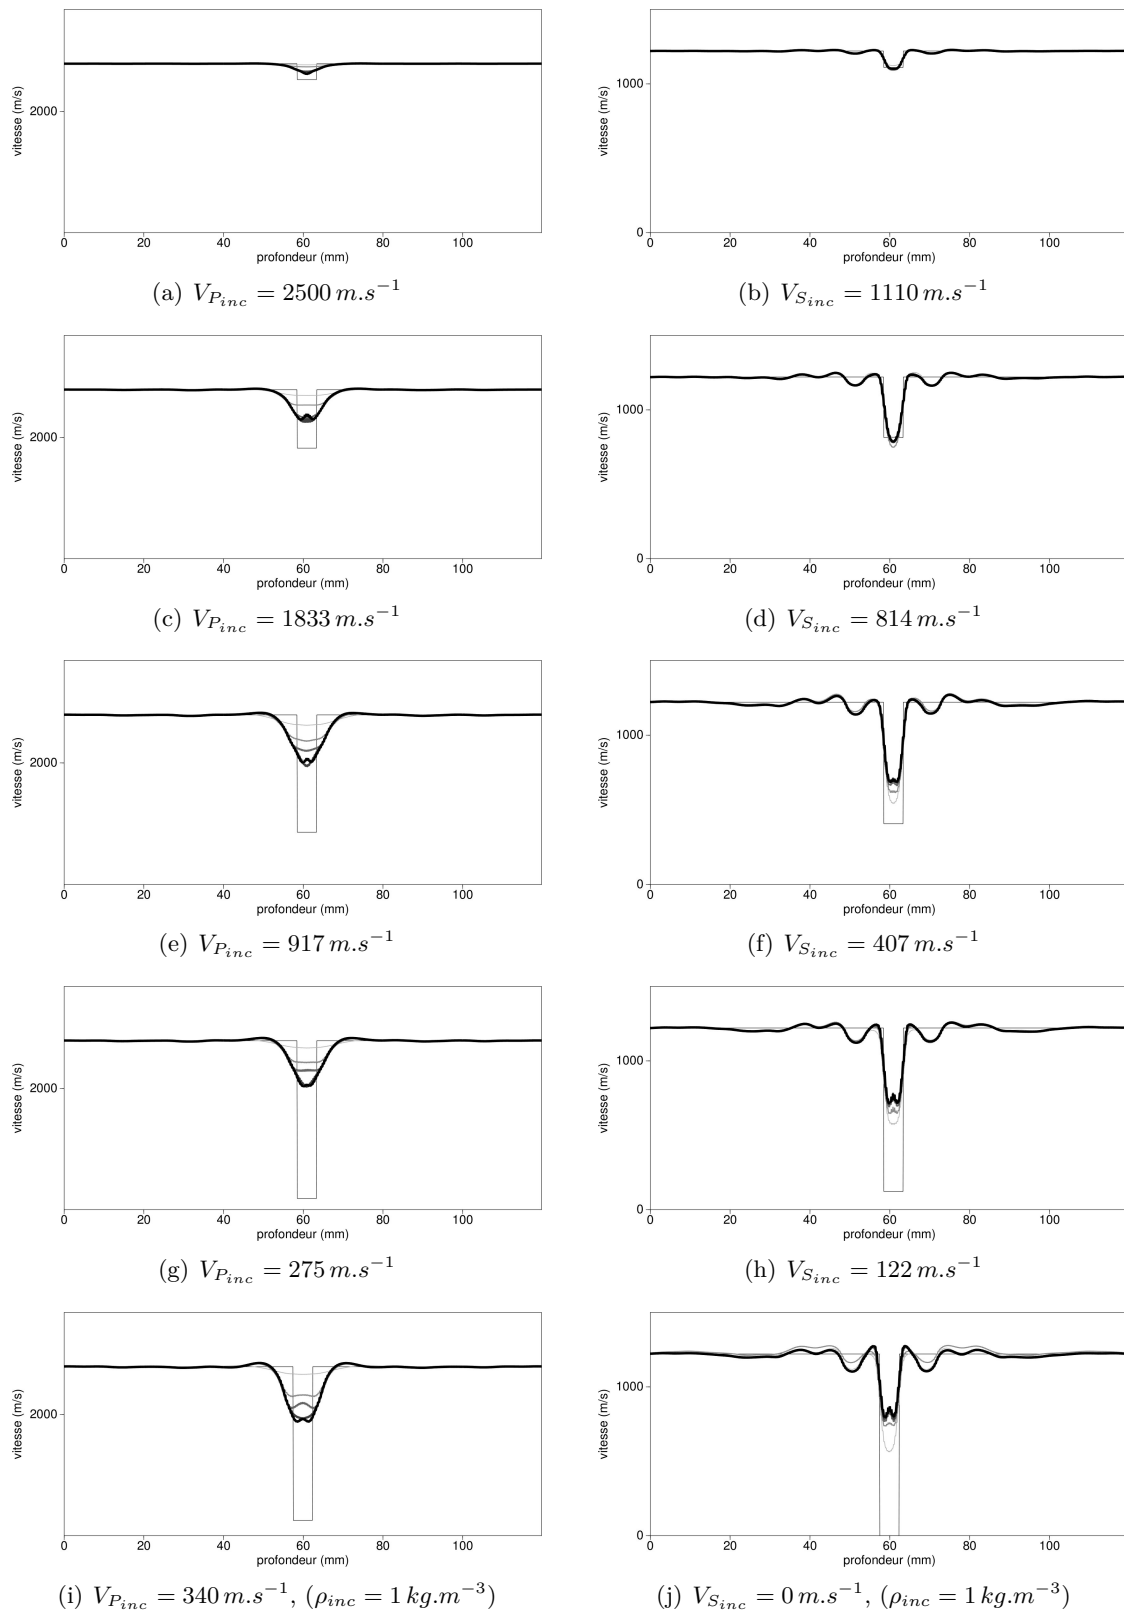 vitesse (m/s)
2000
0 20 40 60 80 100
profondeur (mm)
(a) V_{P_{inc}} = 2500 m.s^{-1}
vitesse (m/s)
1000
0
0 20 40 60 80 100
profondeur (mm)
(b) V_{S_{inc}} = 1110 m.s^{-1}
vitesse (m/s)
2000
0 20 40 60 80 100
profondeur (mm)
(c) V_{P_{inc}} = 1833 m.s^{-1}
vitesse (m/s)
1000
0
0 20 40 60 80 100
profondeur (mm)
(d) V_{S_{inc}} = 814 m.s^{-1}
vitesse (m/s)
2000
0 20 40 60 80 100
profondeur (mm)
(e) V_{P_{inc}} = 917 m.s^{-1}
vitesse (m/s)
1000
0
0 20 40 60 80 100
profondeur (mm)
(f) V_{S_{inc}} = 407 m.s^{-1}
vitesse (m/s)
2000
0 20 40 60 80 100
profondeur (mm)
(g) V_{P_{inc}} = 275 m.s^{-1}
vitesse (m/s)
1000
0
0 20 40 60 80 100
profondeur (mm)
(h) V_{S_{inc}} = 122 m.s^{-1}
vitesse (m/s)
2000
0 20 40 60 80 100
profondeur (mm)
(i) V_{P_{inc}} = 340 m.s^{-1}, (ρ_{inc} = 1 kg.m^{-3})
vitesse (m/s)
1000
0
0 20 40 60 80 100
profondeur (mm)
(j) V_{S_{inc}} = 0 m.s^{-1}, (ρ_{inc} = 1 kg.m^{-3})